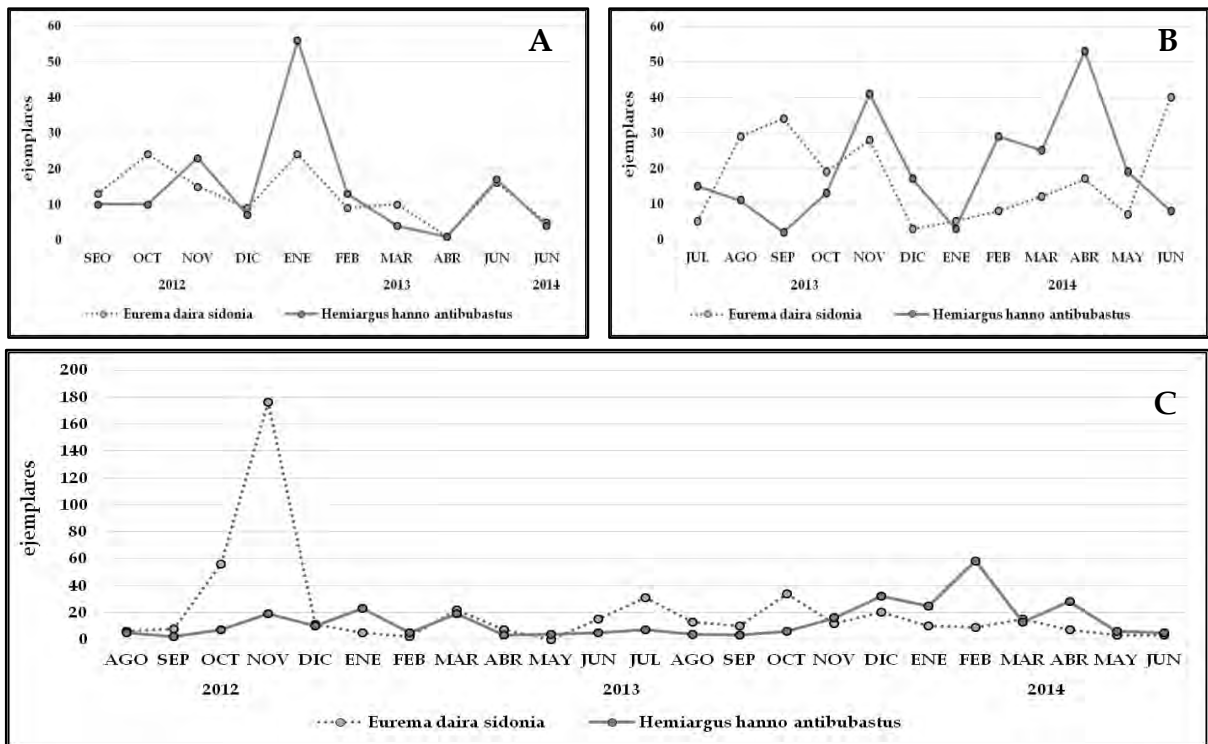 A
60
50
40
30
20
10
0
ejemplares
SEO OCT NOV DIC ENE FEB MAR ABR JUN JUN
2012 2013 2014
Eurema daira sidonia Hemiargus hanno antibubastus
B
60
50
40
30
20
10
0
ejemplares
JUL AGO SEP OCT NOV DIC ENE FEB MAR ABR MAY JUN
2013 2014
Eurema daira sidonia Hemiargus hanno antibubastus
C
200
180
160
140
120
100
80
60
40
20
0
ejemplares
AGO SEP OCT NOV DIC ENE FEB MAR ABR MAY JUN JUL AGO SEP OCT NOV DIC ENE FEB MAR ABR MAY JUN
2012 2013 2014
Eurema daira sidonia Hemiargus hanno antibubastus